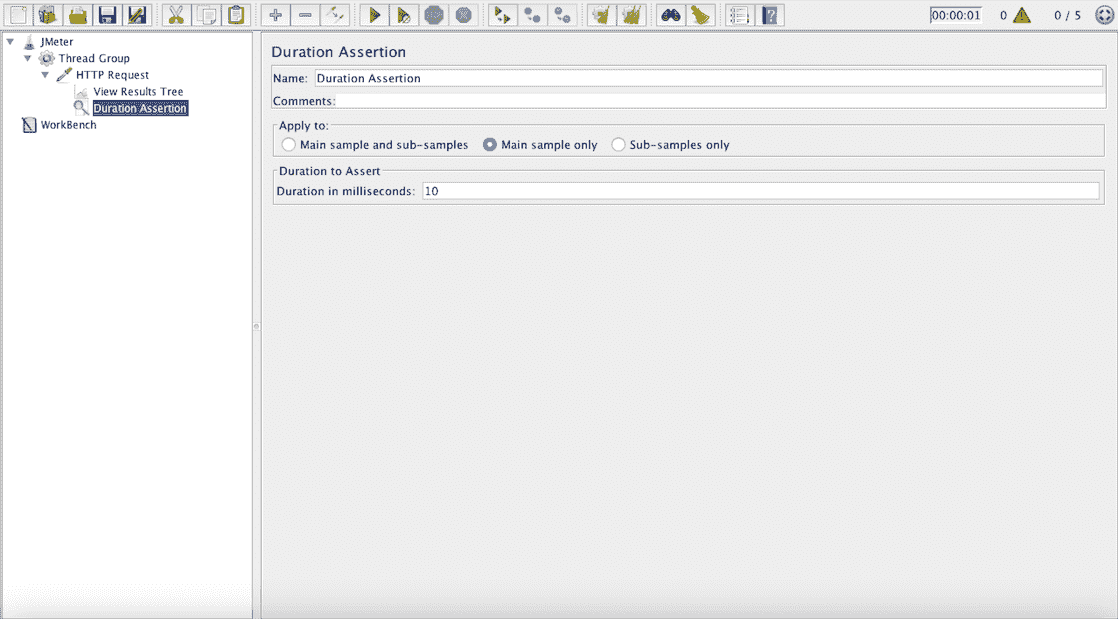 00:00:01 0 0 / 5
JMeter
Thread Group
HTTP Request
View Results Tree
Duration Assertion
WorkBench
Duration Assertion
Name: Duration Assertion
Comments:
Apply to:
Main sample and sub-samples Main sample only Sub-samples only
Duration to Assert
Duration in milliseconds: 10